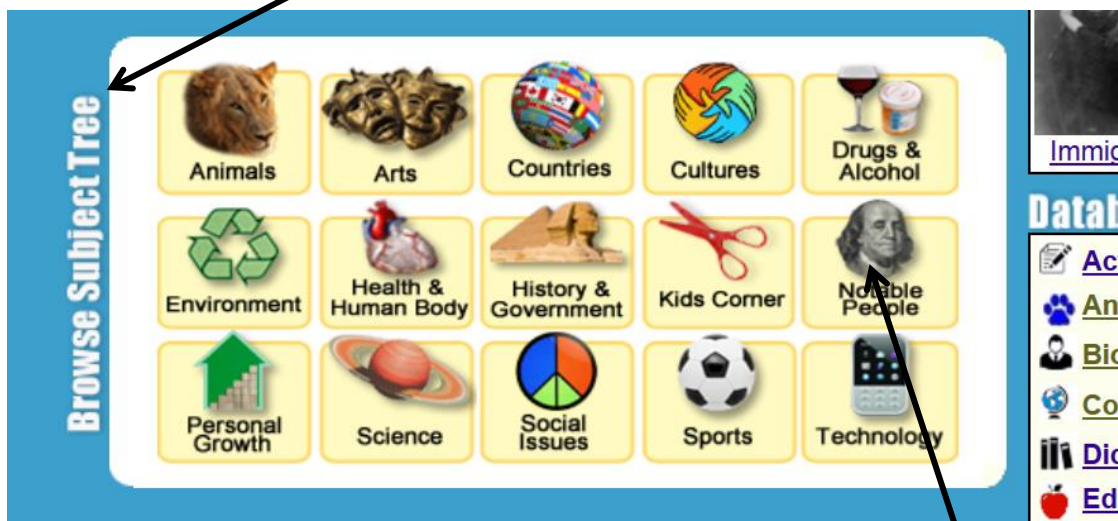 Browse Subject Tree
Animals
Arts
Countries
Cultures
Drugs &
Alcohol
Environment
Health &
Human Body
History &
Government
Kids Corner
Notable
People
Personal
Growth
Science
Social
Issues
Sports
Technology